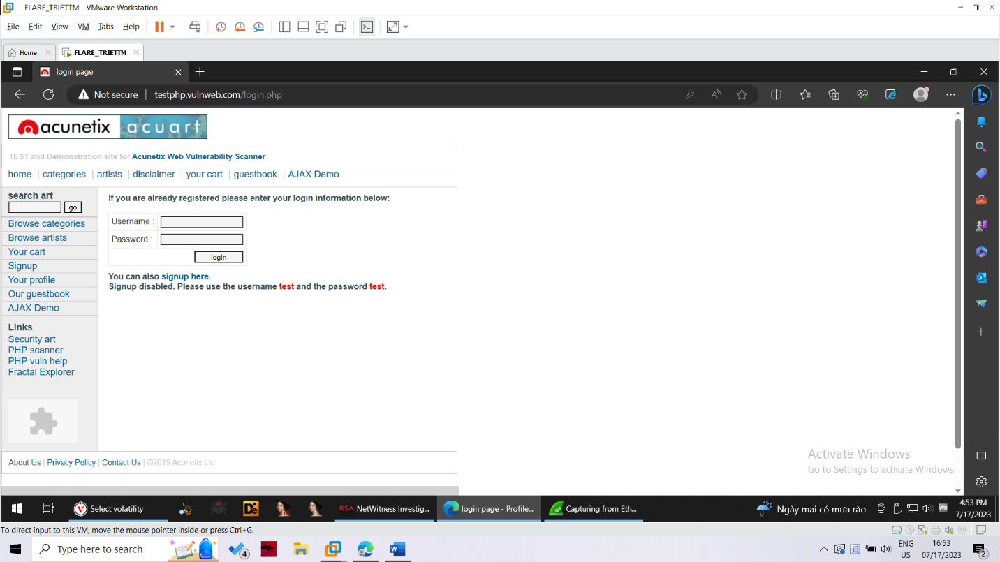 FLARE_TRIETTM - VMware Workstation
File Edit View VM Tabs Help
Home FLARE_TRIETTM
login page
Not secure testphp.vulnweb.com/login.php
acunetix acuart
TEST and Demonstration site for Acunetix Web Vulnerability Scanner
home | categories | artists | disclaimer | your cart | guestbook | AJAX Demo
search art
go
Browse categories
Browse artists
Your cart
Signup
Your profile
Our guestbook
AJAX Demo
Links
Security art
PHP scanner
PHP vuln help
Fractal Explorer
If you are already registered please enter your login information below:
Username :
Password :
login
You can also signup here.
Signup disabled. Please use the username test and the password test.
About Us | Privacy Policy | Contact Us | ©2019 Acunetix Ltd
Activate Windows
Go to Settings to activate Windows.
Select volatility
RSA NetWitness Investig...
login page - Profile...
Capturing from Eth...
Ngày mai có mưa rào
4:53 PM
7/17/2023
To direct input to this VM, move the mouse pointer inside or press Ctrl+G.
Type here to search
4
ENG
US
16:53
07/17/2023
2